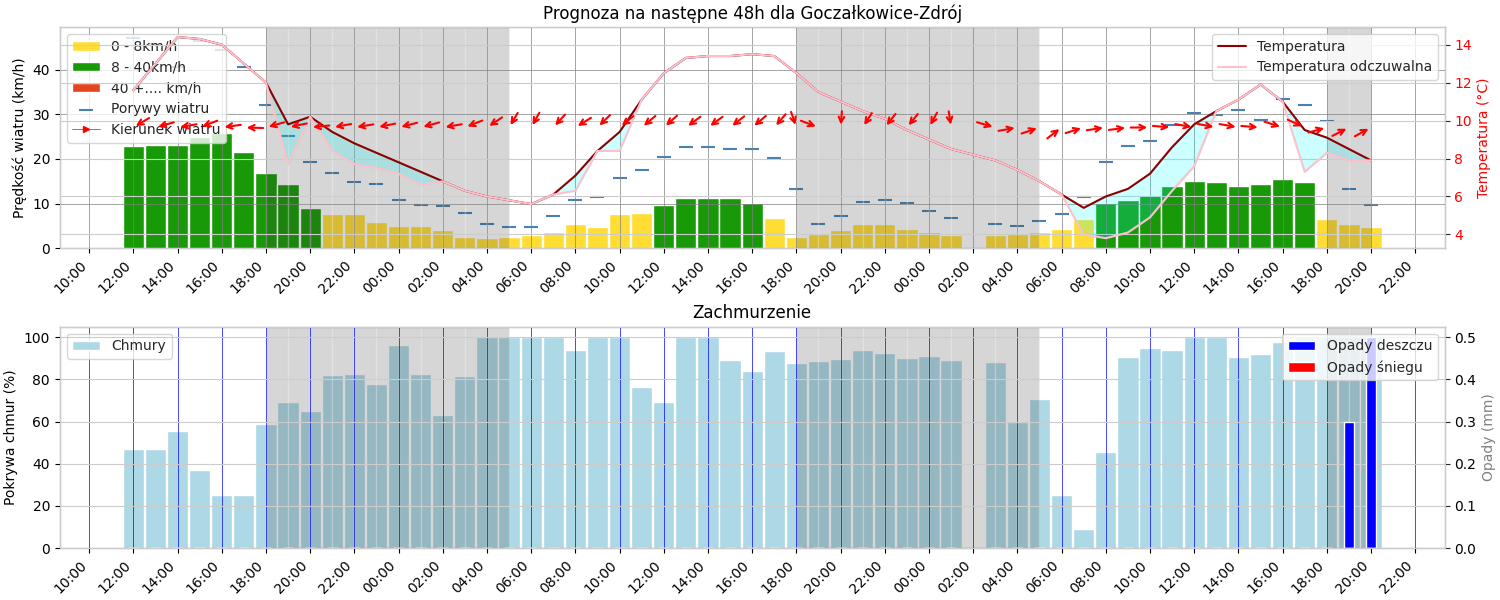 Prognoza na następne 48h dla Goczałkowice-Zdrój
0 - 8km/h
8 - 40km/h
40 +.... km/h
Porywy wiatru
Kierunek wiatru
Temperatura
Temperatura odczuwalna
Prędkość wiatru (km/h)
40
30
20
10
0
14
12
10
8
6
4
Temperatura (°C)
10:00 12:00 14:00 16:00 18:00 20:00 22:00 00:00 02:00 04:00 06:00 08:00 10:00 12:00 14:00 16:00 18:00 20:00 22:00 00:00 02:00 04:00 06:00 08:00 10:00 12:00 14:00 16:00 18:00 20:00 22:00
Zachmurzenie
Chmury
Opady deszczu
Opady śniegu
Pokrywa chmur (%)
100
80
60
40
20
0
0.5
0.4
0.3
0.2
0.1
0.0
Opady (mm)
10:00 12:00 14:00 16:00 18:00 20:00 22:00 00:00 02:00 04:00 06:00 08:00 10:00 12:00 14:00 16:00 18:00 20:00 22:00 00:00 02:00 04:00 06:00 08:00 10:00 12:00 14:00 16:00 18:00 20:00 22:00